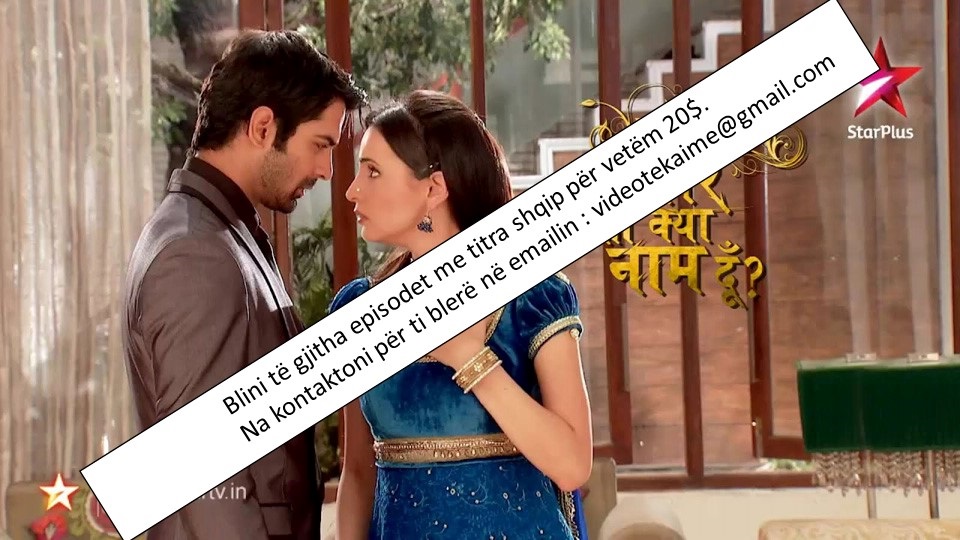 Blini të gjitha episodet me titra shqip për vetëm 20$.
Na kontaktoni për ti blerë në emailin : videotekaime@gmail.com
StarPlus
क्या
नाम दूँ?
tv.in